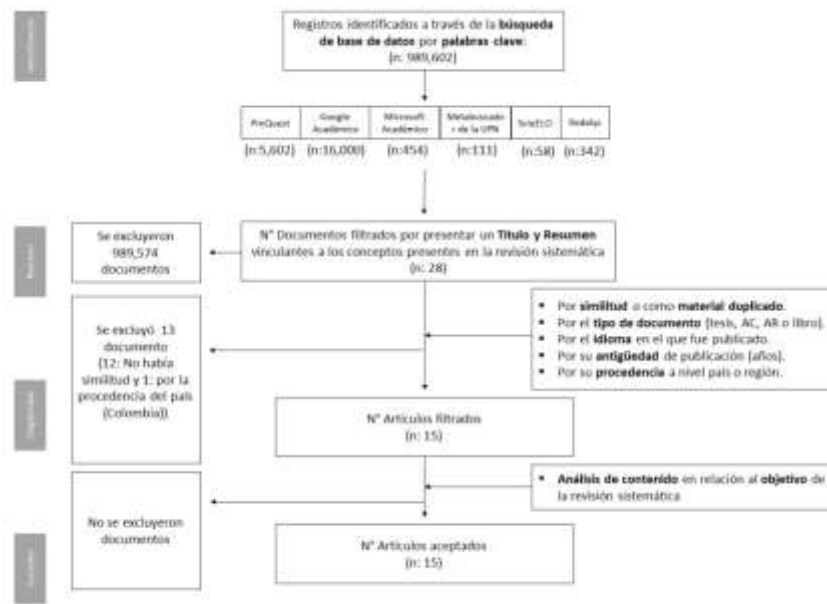 Registros identificados a través de la búsqueda
de base de datos por palabras clave:
(n: 989,602)
ProQuest
Google
Académico
Microsoft
Académico
Metabuscado
r de la UPN
SciELO
Redalyc
(n:5,602)
(n:16,000)
(n:454)
(n:111)
(n:58)
(n:342)
Se excluyeron
989,574
documentos
N° Documentos filtrados por presentar un Título y Resumen
vinculantes a los conceptos presentes en la revisión sistemática
(n: 28)
Se excluyó 13
documento
(12: No había
similitud y 1: por la
procedencia del país
(Colombia))
▪ Por similitud o como material duplicado.
▪ Por el tipo de documento (tesis, AC, AR o libro).
▪ Por el idioma en el que fue publicado.
▪ Por su antigüedad de publicación (años).
▪ Por su procedencia a nivel país o región.
N° Artículos filtrados
(n: 15)
▪ Análisis de contenido en relación al objetivo de
la revisión sistemática
No se excluyeron
documentos
N° Artículos aceptados
(n: 15)